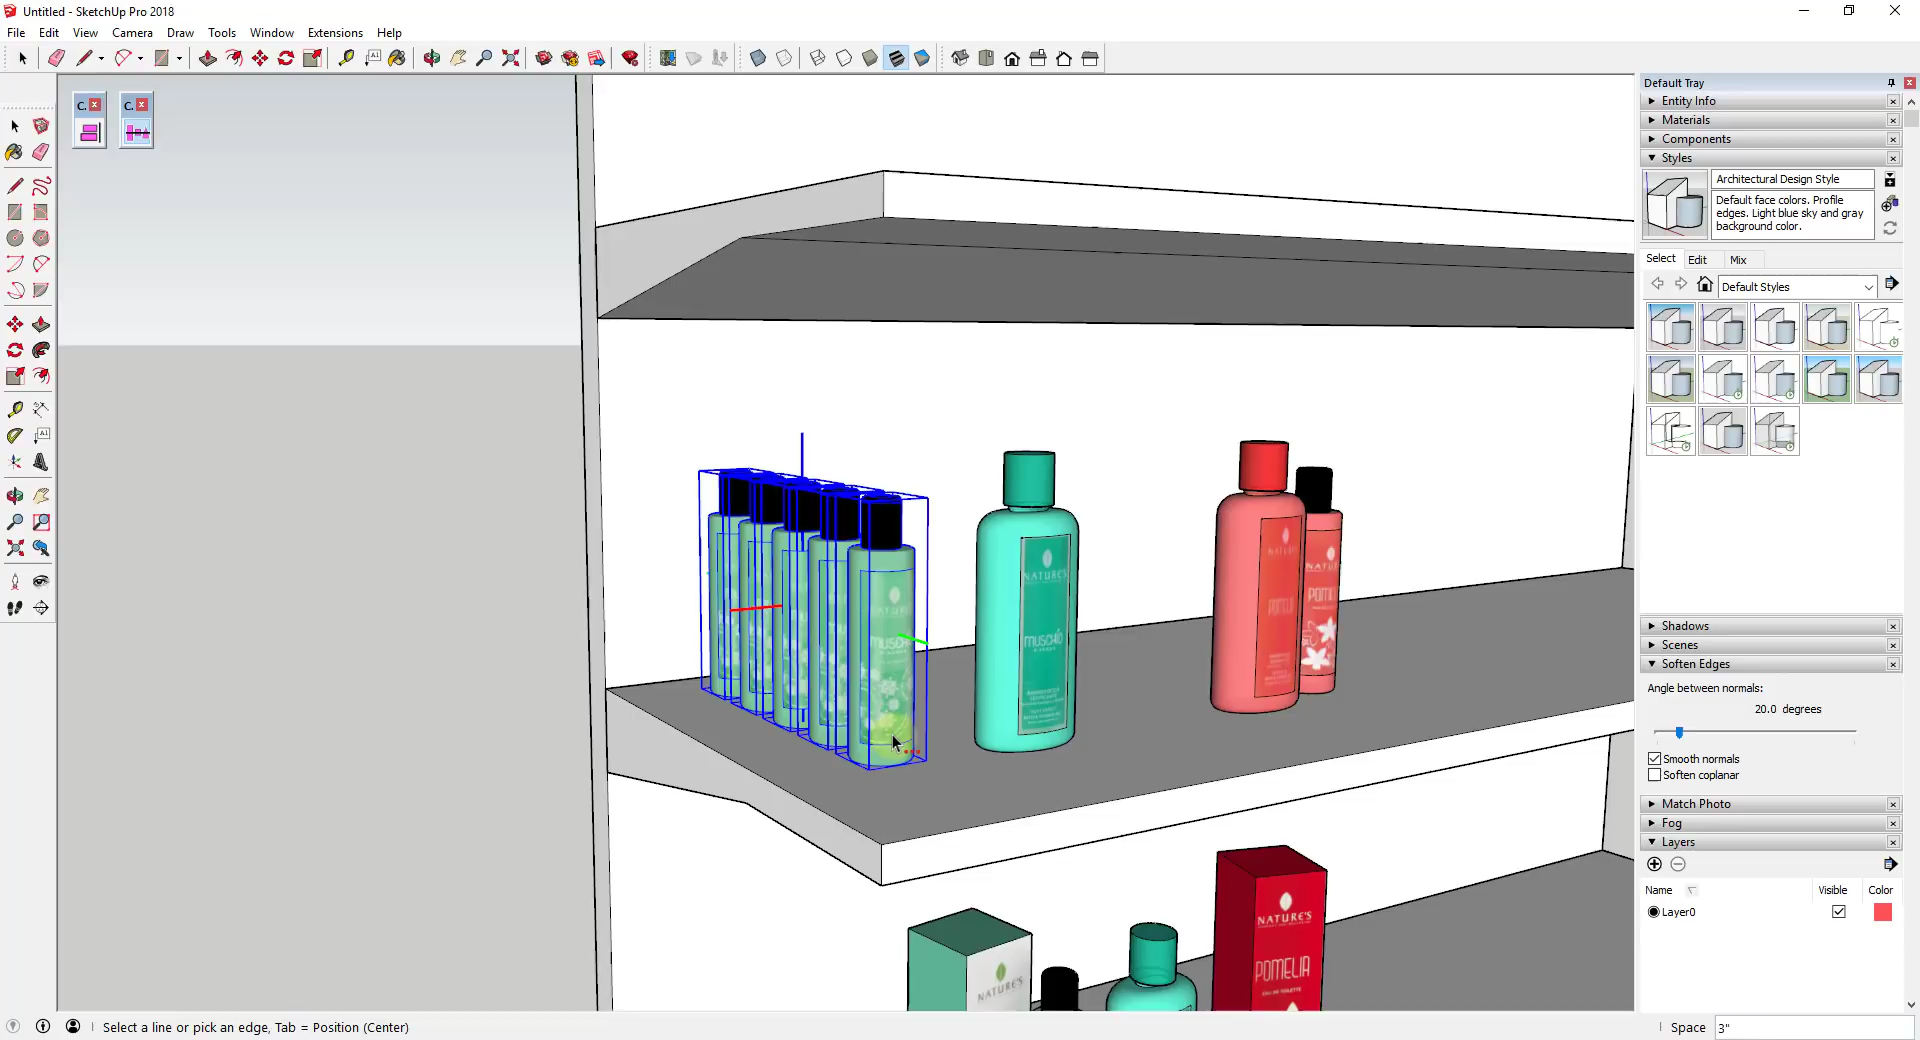 Untitled - SketchUp Pro 2018
File Edit View Camera Draw Tools Window Extensions Help
C.
C.
Default Tray
Entity Info
Materials
Components
Styles
Architectural Design Style
Default face colors. Profile
edges. Light blue sky and gray
background color.
Select Edit Mix
Default Styles
Shadows
Scenes
Soften Edges
Angle between normals:
20.0 degrees
Smooth normals
Soften coplanar
Match Photo
Fog
Layers
Name Visible Color
Layer0
NATURE'S
MUSCHIO
NATURE'S
NATURE'S
POMELIA
Select a line or pick an edge, Tab = Position (Center)
Space 3"